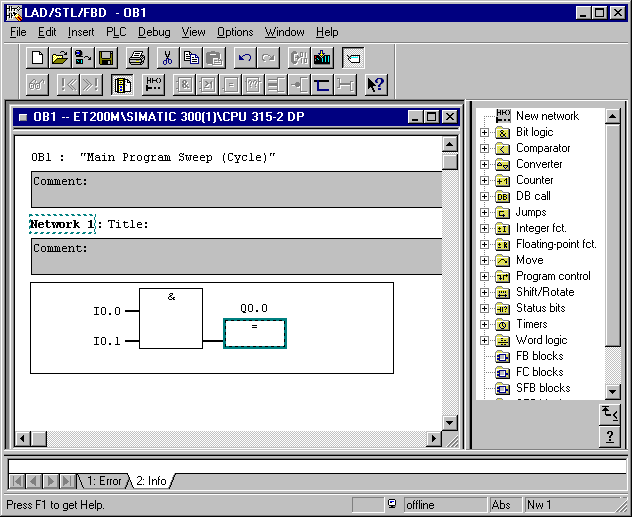 LAD/STL/FBD - OB1
File Edit Insert PLC Debug View Options Window Help
OB1 -- ET200M\SIMATIC 300(1)\CPU 315-2 DP
OB1 : "Main Program Sweep (Cycle)"
Comment:
Network 1: Title:
Comment:
&
I0.0
Q0.0
=
I0.1
New network
Bit logic
Comparator
Converter
Counter
DB call
Jumps
Integer fct.
Floating-point fct.
Move
Program control
Shift/Rotate
Status bits
Timers
Word logic
FB blocks
FC blocks
SFB blocks
1: Error 2: Info
Press F1 to get Help.
offline
Abs
Nw 1